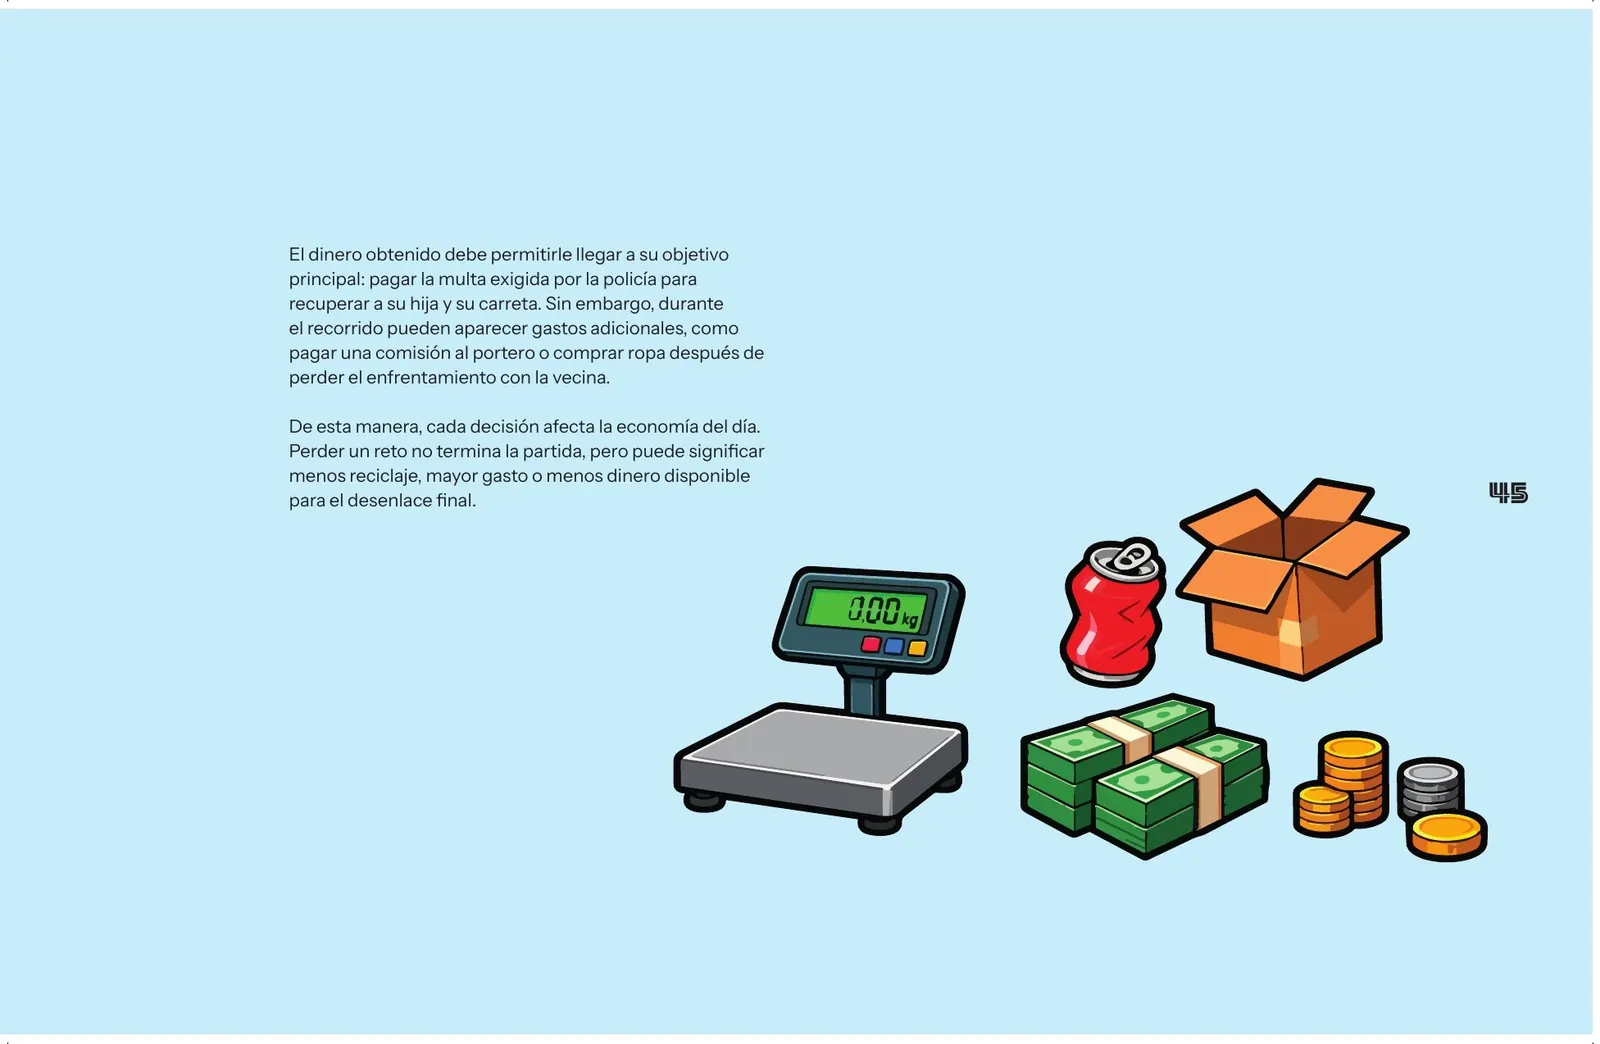 El dinero obtenido debe permitirle llegar a su objetivo
principal: pagar la multa exigida por la policía para
recuperar a su hija y su carreta. Sin embargo, durante
el recorrido pueden aparecer gastos adicionales, como
pagar una comisión al portero o comprar ropa después de
perder el enfrentamiento con la vecina.
De esta manera, cada decisión afecta la economía del día.
Perder un reto no termina la partida, pero puede significar
menos reciclaje, mayor gasto o menos dinero disponible
para el desenlace final.
45
0,00 kg